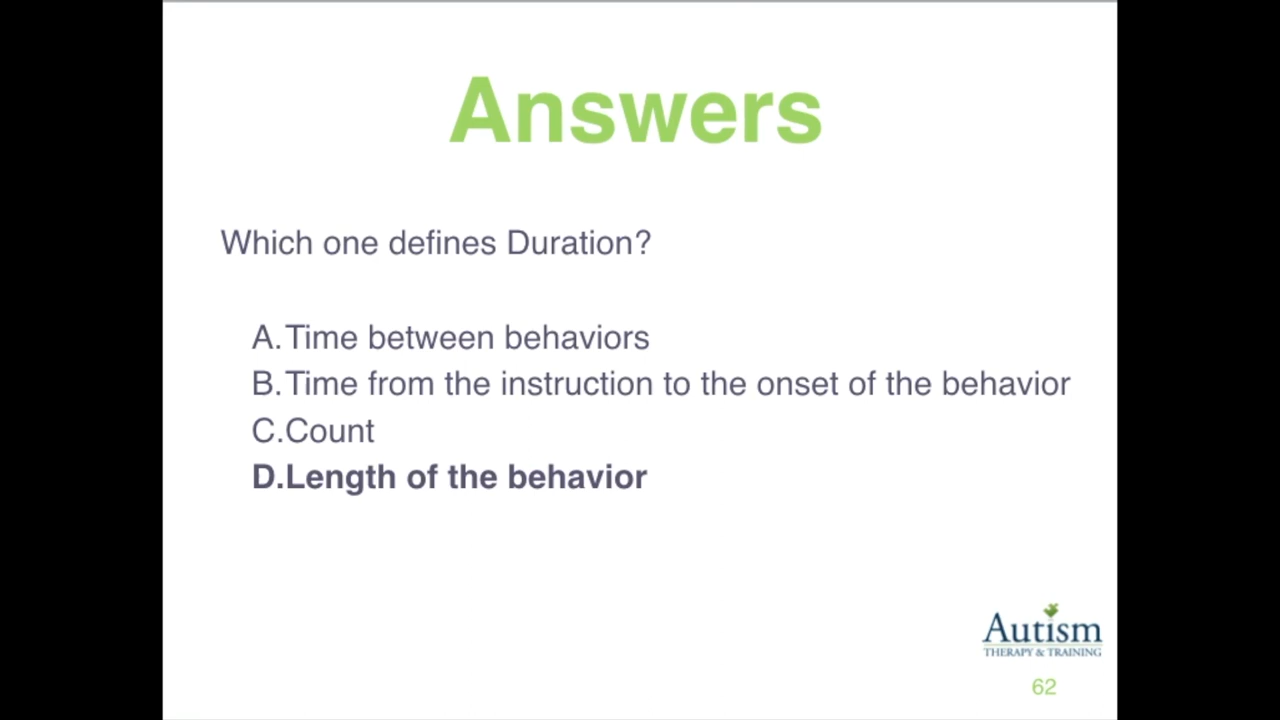 Answers
Which one defines Duration?
A.Time between behaviors
B.Time from the instruction to the onset of the behavior
C.Count
D.Length of the behavior
Autism
THERAPY & TRAINING
62